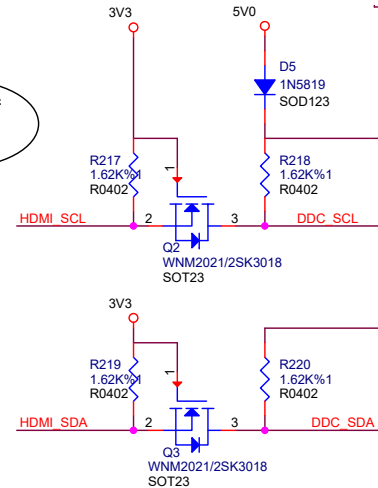 3V3
5V0
D5
1N5819
SOD123
R217
1.62K%1
R0402
1
R218
1.62K%1
R0402
HDMI_SCL
2
3
DDC_SCL
Q2
WNM2021/2SK3018
SOT23
3V3
R219
1.62K%1
R0402
1
R220
1.62K%1
R0402
HDMI_SDA
2
3
DDC_SDA
Q3
WNM2021/2SK3018
SOT23